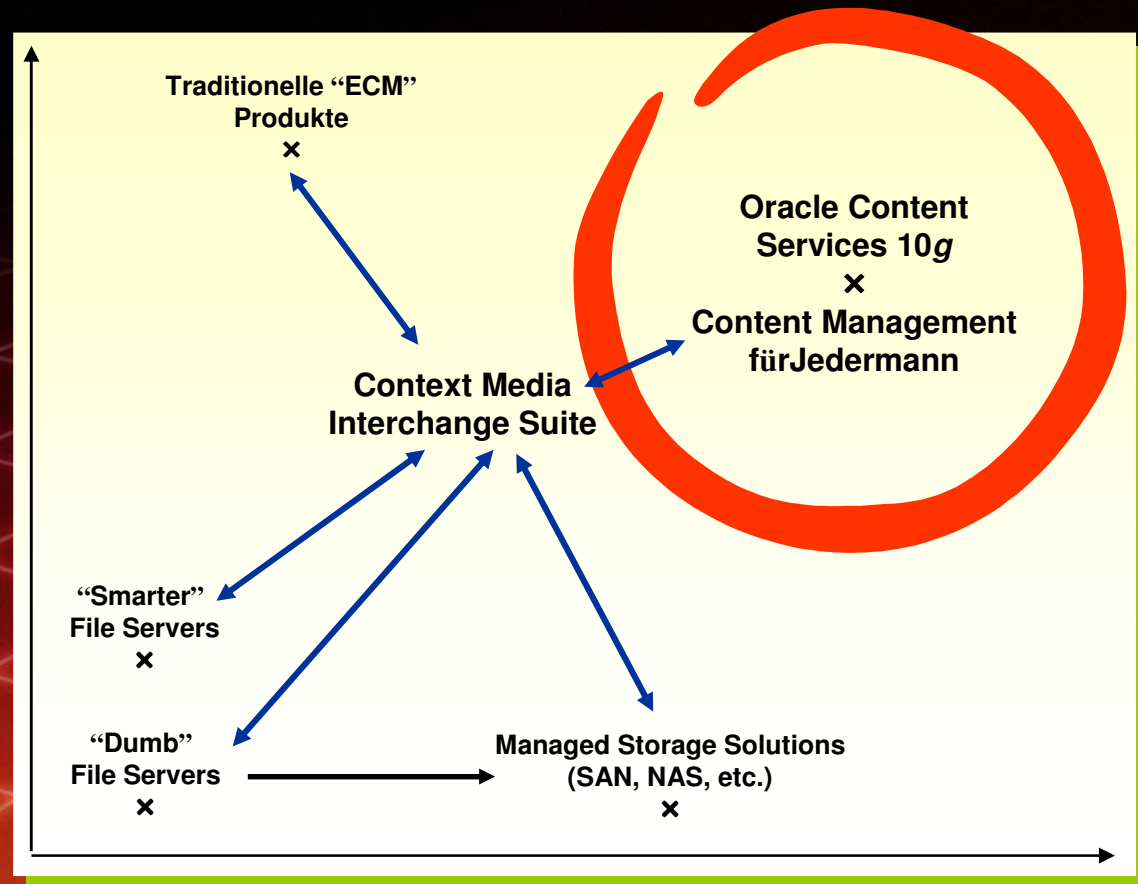 Traditionelle “ECM”
Produkte
Oracle Content
Services 10g
Content Management
fürJedermann
Context Media
Interchange Suite
“Smarter”
File Servers
“Dumb”
File Servers
Managed Storage Solutions
(SAN, NAS, etc.)